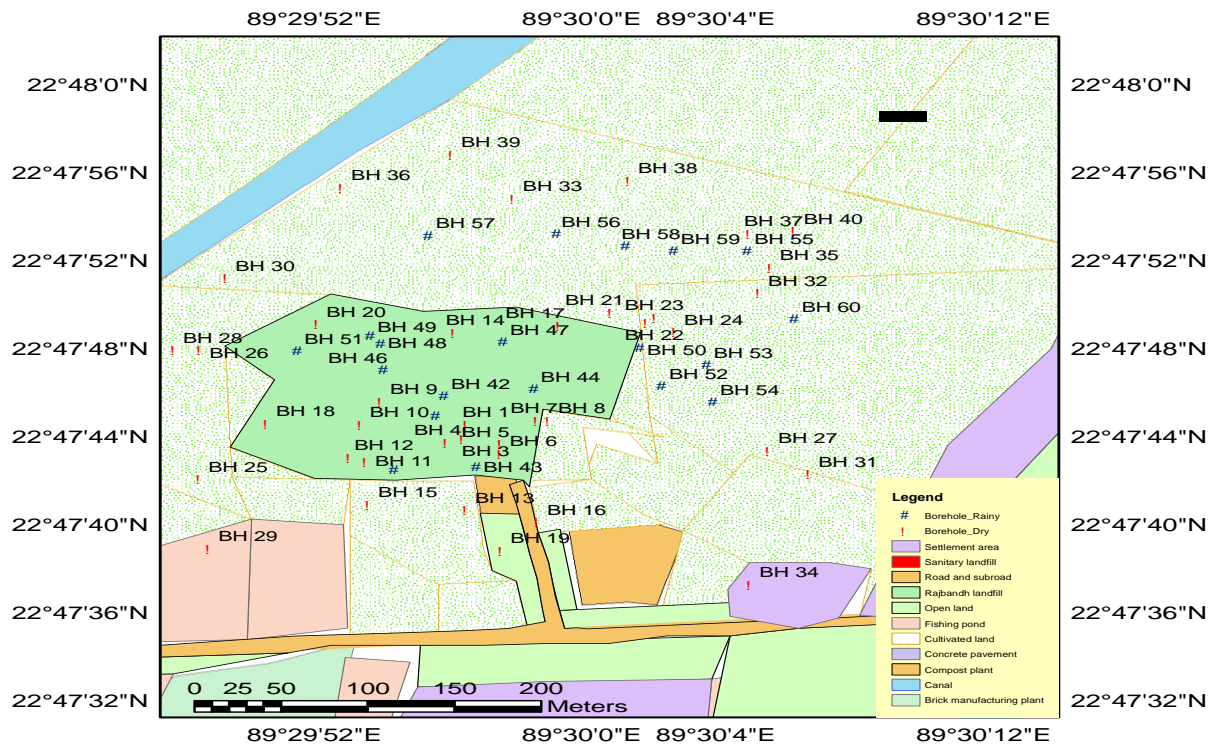 89°29'52"E 89°30'0"E 89°30'4"E 89°30'12"E
22°48'0"N 22°48'0"N
BH 39
22°47'56"N BH 36 BH 33 BH 38 22°47'56"N
BH 57 BH 56 BH 58 BH 59 BH 37 BH 40
BH 55
22°47'52"N BH 30 BH 35 22°47'52"N
BH 32
BH 20 BH 49 BH 14 BH 17 BH 21 BH 23 BH 24 BH 60
22°47'48"N BH 28 BH 26 BH 51 BH 48 BH 47 BH 22 22°47'48"N
BH 46 BH 50 BH 53
BH 9 BH 42 BH 44 BH 52 BH 54
22°47'44"N BH 18 BH 10 BH 1 BH 7 BH 8 22°47'44"N
BH 4 BH 5 BH 6
BH 12 BH 3 BH 27
BH 25 BH 11 BH 43 BH 31
BH 15 BH 13
22°47'40"N BH 16 22°47'40"N
BH 29 BH 19
BH 34
22°47'36"N 22°47'36"N
22°47'32"N 22°47'32"N
0 25 50 100 150 200
Meters
Legend
# Borehole_Rainy
! Borehole_Dry
Settlement area
Sanitary landfill
Road and subroad
Rajbandh landfill
Open land
Fishing pond
Cultivated land
Concrete pavement
Compost plant
Canal
Brick manufacturing plant
89°29'52"E 89°30'0"E 89°30'4"E 89°30'12"E